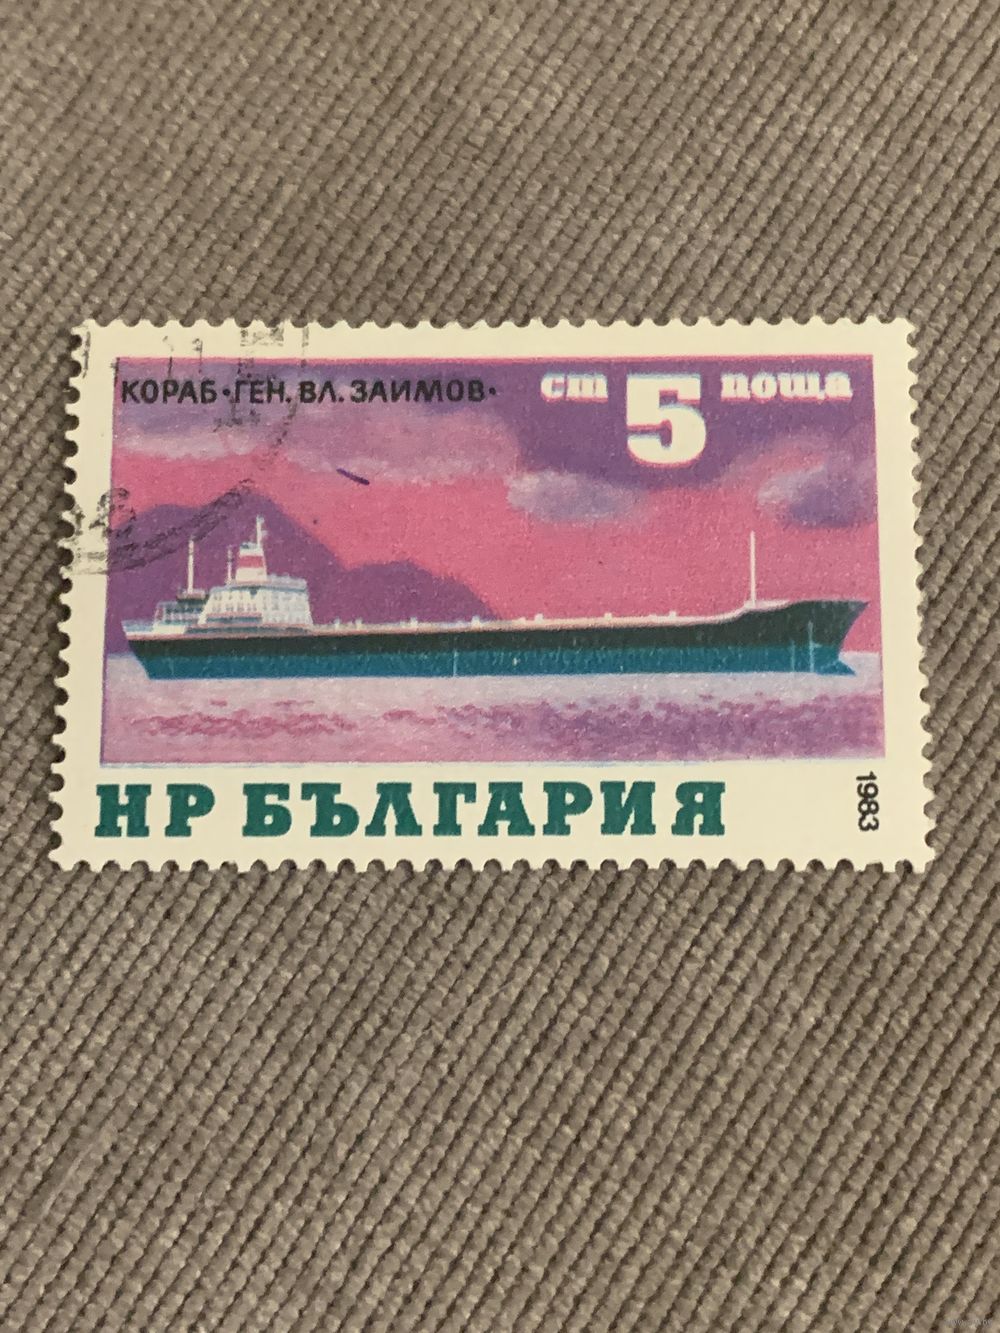 КОРАБ·ГЕН. ВЛ. ЗАИМОВ·
ст 5 поща
НР БЪЛГАРИЯ
1983